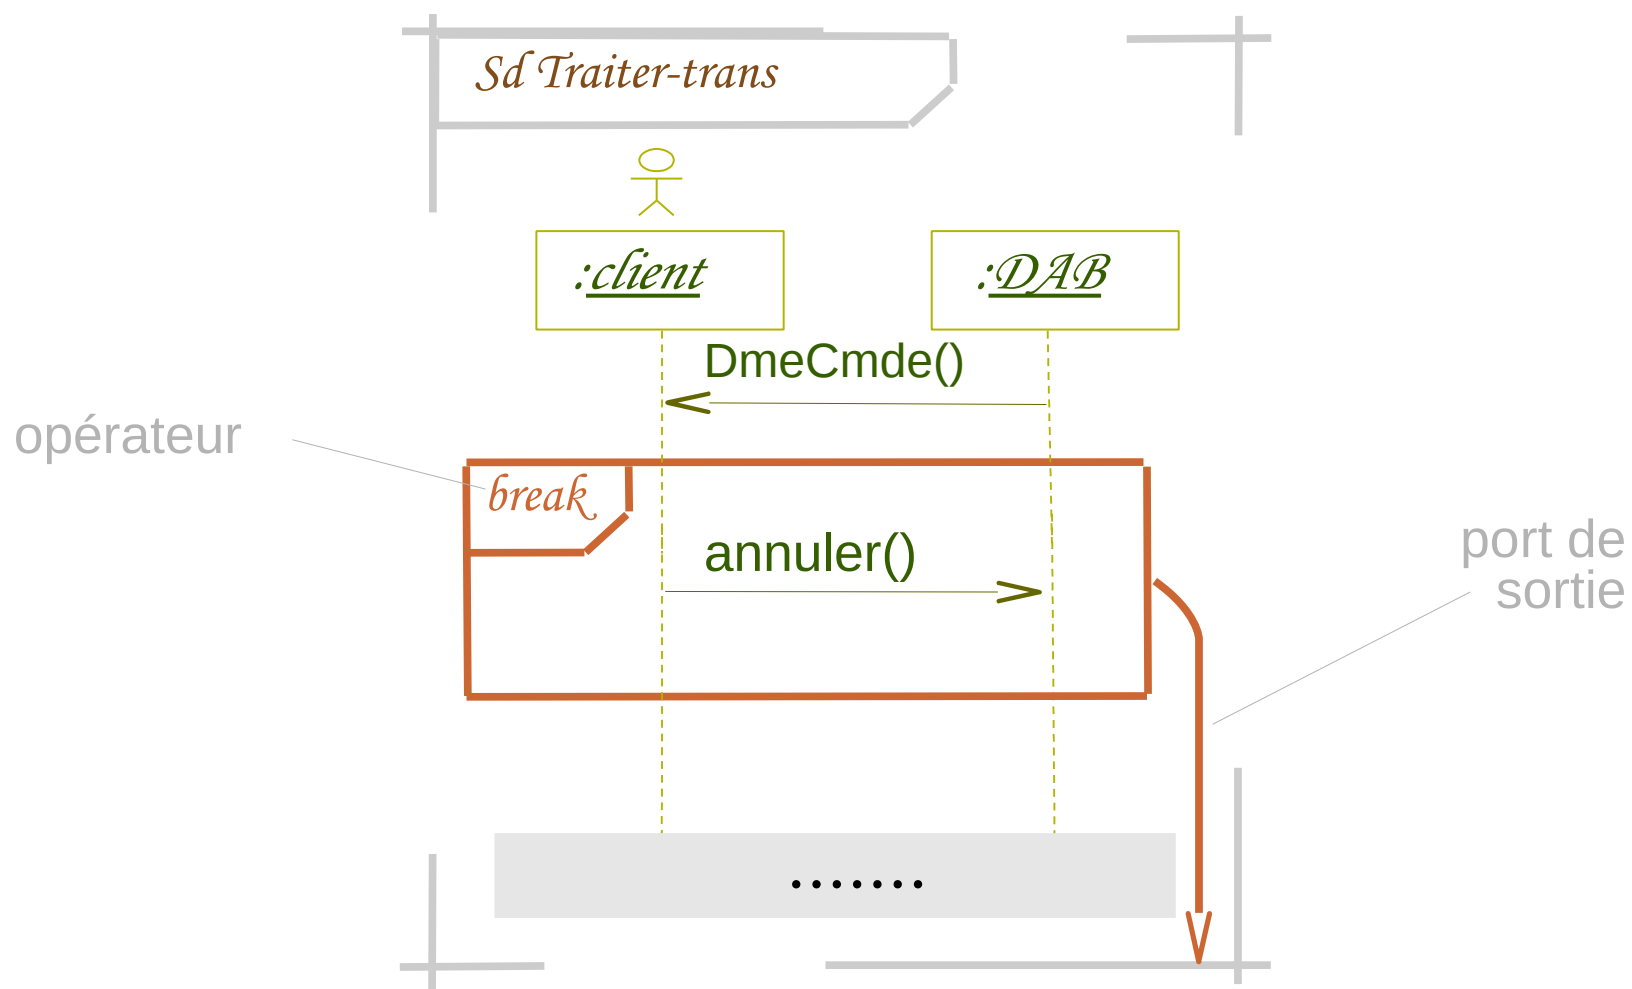 Sd Traiter-trans
:client
:DAB
DmeCmde()
opérateur
break
annuler()
port de
sortie
.......